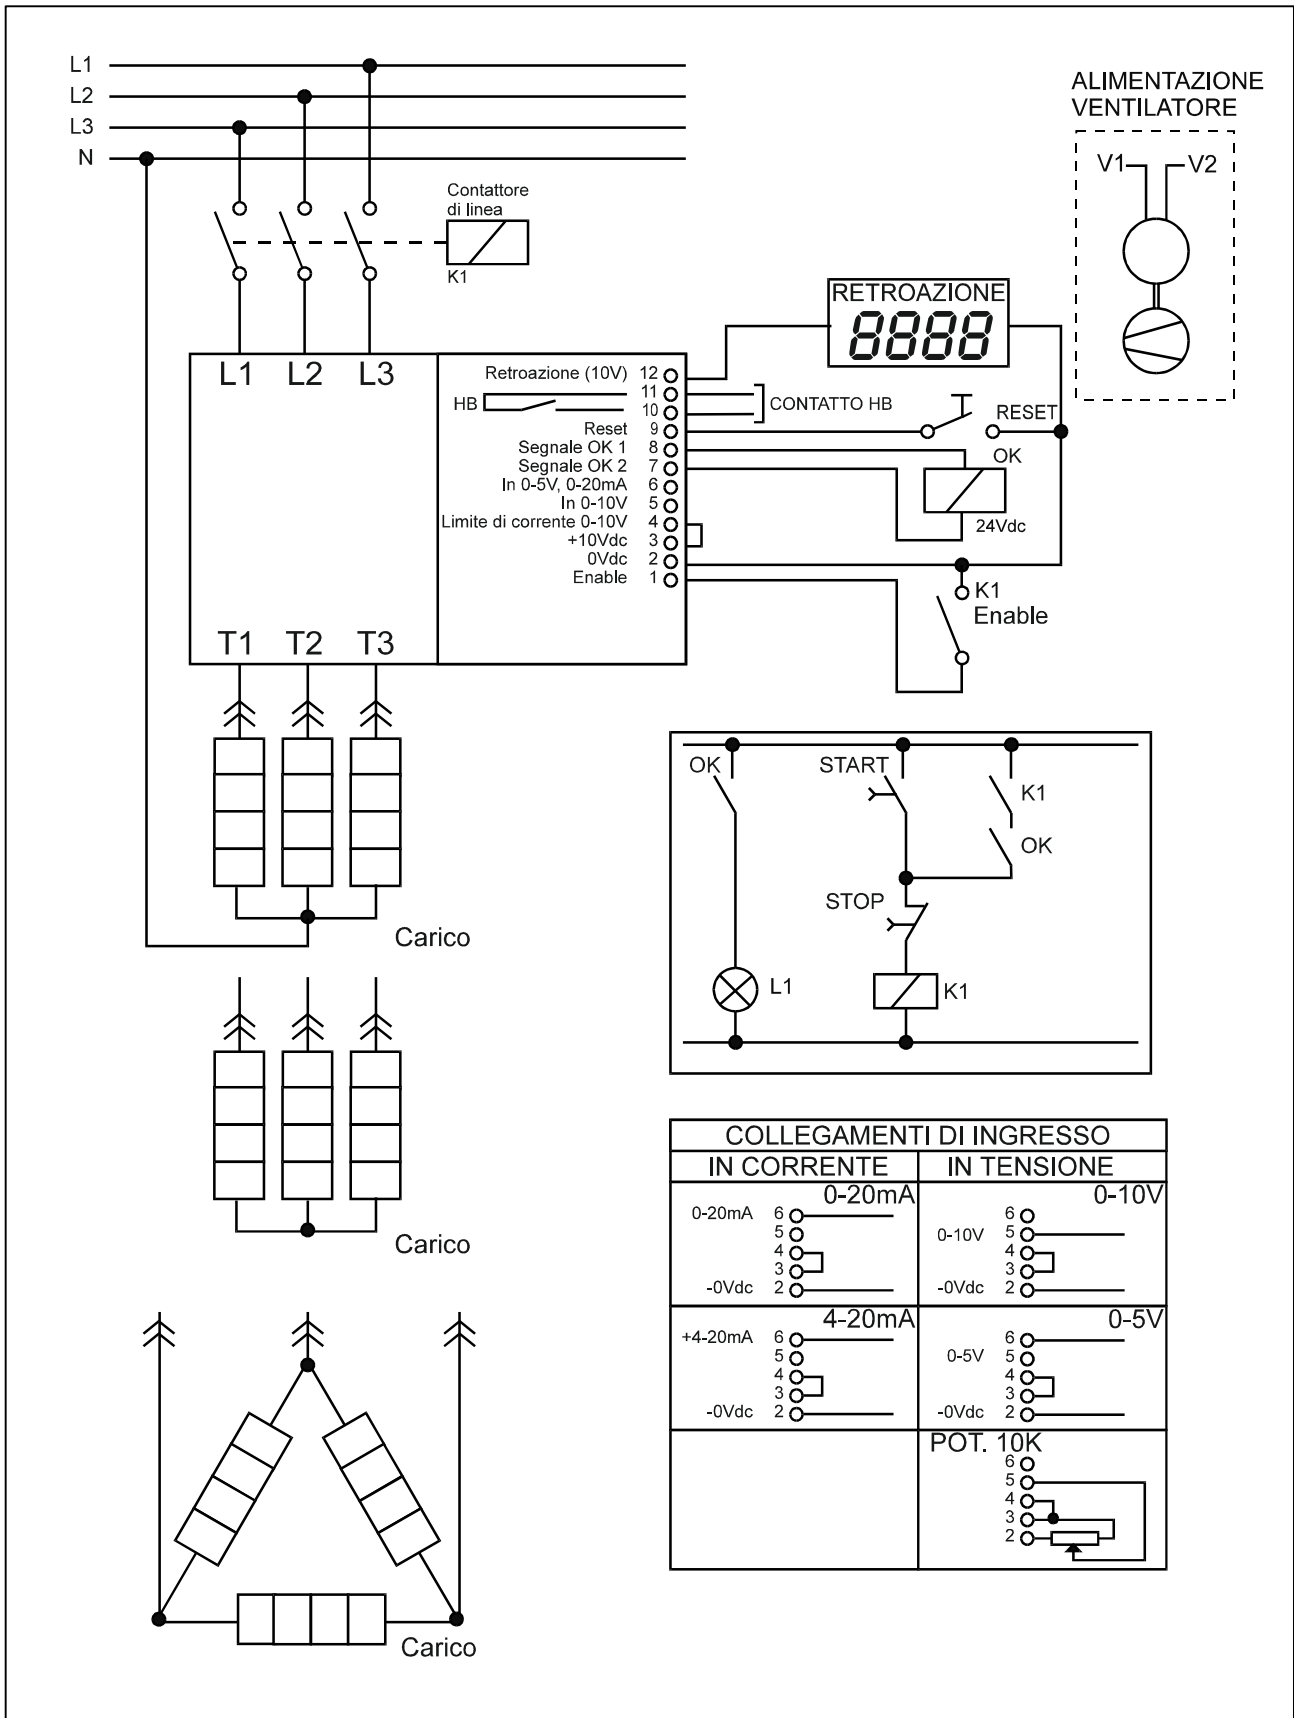 L1
L2
L3
N
ALIMENTAZIONE
VENTILATORE
V1
V2
Contattore
di linea
K1
RETROAZIONE
8888
L1 L2 L3
Retroazione (10V) 12
11
HB
10
CONTATTO HB
Reset 9
RESET
Segnale OK 1 8
OK
Segnale OK 2 7
In 0-5V, 0-20mA 6
In 0-10V 5
Limite di corrente 0-10V 4
24Vdc
+10Vdc 3
0Vdc 2
Enable 1
K1
Enable
T1 T2 T3
Carico
OK
START
K1
OK
STOP
L1
K1
Carico
COLLEGAMENTI DI INGRESSO
IN CORRENTE
IN TENSIONE
0-20mA
0-20mA 6
5
4
3
-0Vdc 2
0-10V
6
0-10V 5
4
3
-0Vdc 2
4-20mA
+4-20mA 6
5
4
3
-0Vdc 2
0-5V
6
0-5V 5
4
3
-0Vdc 2
POT. 10K
6
5
4
3
2
Carico